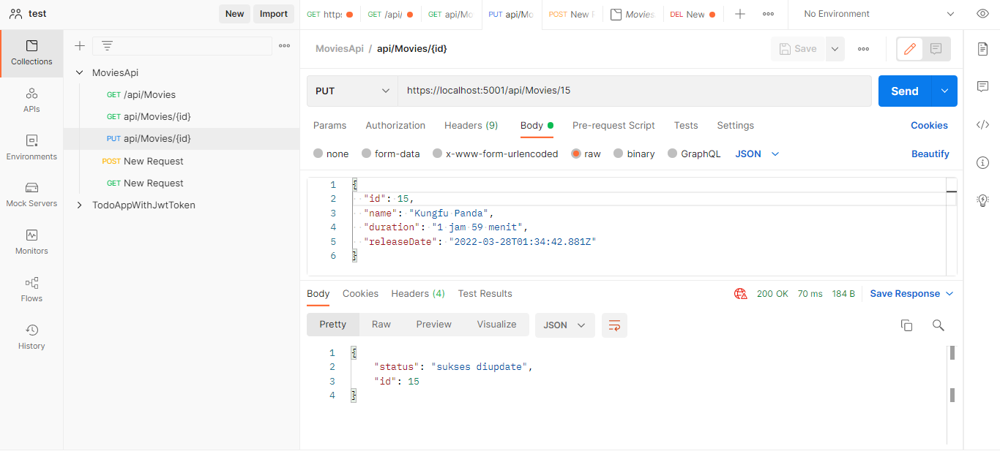 test
New
Import
GET https
GET /api/
GET api/Mo
PUT api/Mo
POST New
Movies
DEL New
No Environment
Collections
APIs
Environments
Mock Servers
Monitors
Flows
History
MoviesApi
GET /api/Movies
GET api/Movies/{id}
PUT api/Movies/{id}
POST New Request
GET New Request
TodoAppWithJwtToken
MoviesApi / api/Movies/{id}
Save
PUT
https://localhost:5001/api/Movies/15
Send
Params Authorization Headers (9) Body Pre-request Script Tests Settings
Cookies
none form-data x-www-form-urlencoded raw binary GraphQL JSON
Beautify
1 {
2 "id": 15,
3 "name": "Kungfu Panda",
4 "duration": "1 jam 59 menit",
5 "releaseDate": "2022-03-28T01:34:42.881Z"
6 }
Body Cookies Headers (4) Test Results
200 OK 70 ms 184 B Save Response
Pretty Raw Preview Visualize JSON
1 {
2 "status": "sukses diupdate",
3 "id": 15
4 }